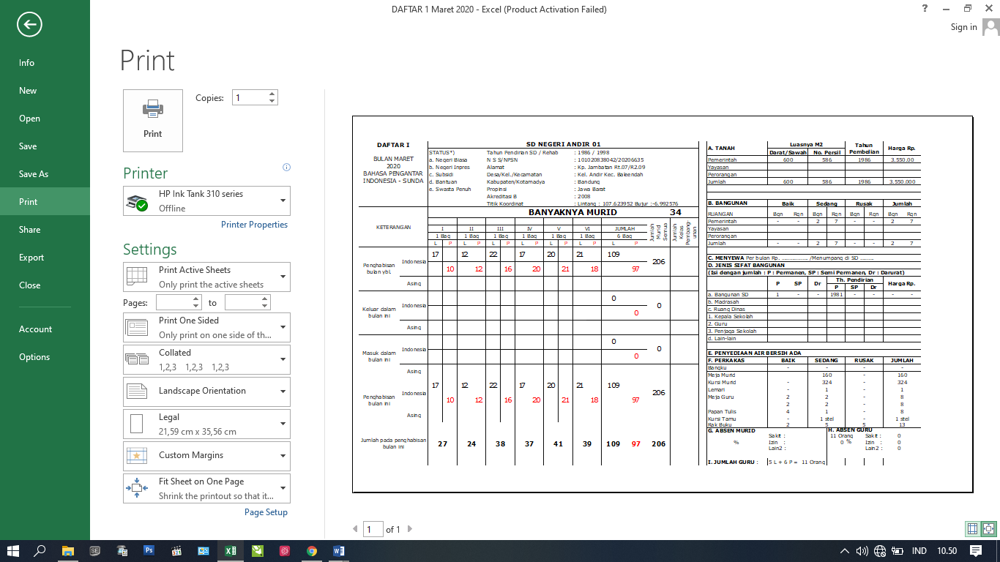 DAFTAR 1 Maret 2020 - Excel (Product Activation Failed)
Sign in
Info
New
Open
Save
Save As
Print
Share
Export
Close
Account
Options
Print
Print
Copies: 1
Printer
HP Ink Tank 310 series
Offline
Printer Properties
Settings
Print Active Sheets
Only print the active sheets
Pages: to
Print One Sided
Only print on one side of th...
Collated
1,2,3 1,2,3 1,2,3
Landscape Orientation
Legal
21,59 cm x 35,56 cm
Custom Margins
Fit Sheet on One Page
Shrink the printout so that it...
Page Setup
DAFTAR I
BULAN MARET
2020
BAHASA PENGANTAR
INDONESIA - SUNDA
SD NEGERI ANDIR 01
STATUS*) Tahun Pendirian SD / Rehab : 1986 / 1998
a. Negeri Biasa N S S/NPSN : 101020838042/20206635
b. Negeri Inpres Alamat : Kp. Jambatan Rt.07/R2.09
c. Subsidi Desa/Kel./Kecamatan : Kel. Andir Kec. Baleendah
d. Bantuan Kabupaten/Kotamadya : Bandung
e. Swasta Penuh Propinsi : Jawa Barat
Akreditasi B : 2008
Titik Koordinat : Lintang : 107.623952 Bujur :-6.992576
KETERANGAN
BANYAKNYA MURID 34
I II III IV V VI JUMLAH
1 Bag 1 Bag 1 Bag 1 Bag 1 Bag 1 Bag 6 Bag
L P L P L P L P L P L P L P
Jumlah Murid Semua
Jumlah Kelas
Penghabisan bulan ybl. Indonesia
17 12 22 17 20 21 109 206
10 12 16 20 21 18 97
Asing
Keluar dalam bulan ini Indonesia
0 0
0
Asing
Masuk dalam bulan ini Indonesia
0 0
0
Asing
Penghabisan bulan ini Indonesia
17 12 22 17 20 21 109 206
10 12 16 20 21 18 97
Asing
Jumlah pada penghabisan bulan ini 27 24 38 37 41 39 109 97 206
A. TANAH Luasnya M2 Tahun Pembelian Harga Rp.
Darat/Sawah No. Persil
Pemerintah 600 586 1986 3.550.00
Yayasan
Perorangan
Jumlah 600 586 1986 3.550.000
B. BANGUNAN Baik Sedang Rusak Jumlah
RUANGAN Bgn Rgn Bgn Rgn Bgn Rgn Bgn Rgn
Pemerintah - - 2 7 - - 2 7
Yayasan
Perorangan
Jumlah - - 2 7 - - 2 7
C. MENYEWA Per bulan Rp. .................. /Menumpang di SD ..........
D. JENIS SIFAT BANGUNAN
(Isi dengan jumlah : P : Permanen, SP : Semi Permanen, Dr : Darurat)
P SP Dr Th. Pendirian Harga Rp.
P SP Dr
a. Bangunan SD 1 - - 1981 - - - -
b. Madrasah
c. Ruang Dinas
1. Kepala Sekolah
2. Guru
3. Penjaga Sekolah
d. Lain-lain
E. PENYEDIAAN AIR BERSIH ADA
F. PERKAKAS BAIK SEDANG RUSAK JUMLAH
Bangku - - - -
Meja Murid 160 - 160
Kursi Murid - 324 - 324
Lemari - 1 - 1
Meja Guru 2 2 - 8
2 2 - 8
Papan Tulis 4 1 - 8
Kursi Tamu - 1 stel - 1 stel
Rak Buku 2 5 5 13
G. ABSEN MURID H. ABSEN GURU
Sakit : 11 Orang Sakit : 0
% Izin : 0 % Izin : 0
Lain2 : Lain2 : 0
I. JUMLAH GURU : 5 L + 6 P = 11 Orang
1 of 1
IND 10.50